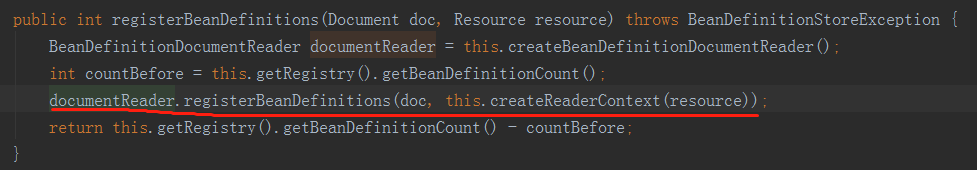 public int registerBeanDefinitions(Document doc, Resource resource) throws BeanDefinitionStoreException {
    BeanDefinitionDocumentReader documentReader = this.createBeanDefinitionDocumentReader();
    int countBefore = this.getRegistry().getBeanDefinitionCount();
    documentReader.registerBeanDefinitions(doc, this.createReaderContext(resource));
    return this.getRegistry().getBeanDefinitionCount() - countBefore;
}